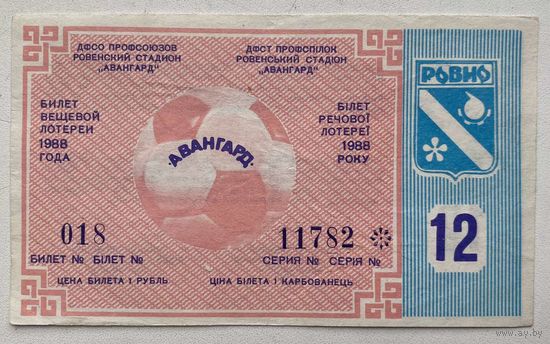 ДФСО ПРОФСОЮЗОВ
РОВЕНСКИЙ СТАДИОН
„АВАНГАРД"
ДФСТ ПРОФСПІЛОК
РОВЕНСЬКИЙ СТАДІОН
„АВАНГАРД"
РОВНО
БИЛЕТ
ВЕЩЕВОЙ
ЛОТЕРЕИ
1988
ГОДА
·АВАНГАРД·
БІЛЕТ
РЕЧОВОЇ
ЛОТЕРЕЇ
1988
РОКУ
018
БИЛЕТ № БІЛЕТ №
11782 *
СЕРИЯ № СЕРІЯ №
12
ЦЕНА БИЛЕТА 1 РУБЛЬ
ЦІНА БІЛЕТА 1 КАРБОВАНЕЦЬ
ay.by